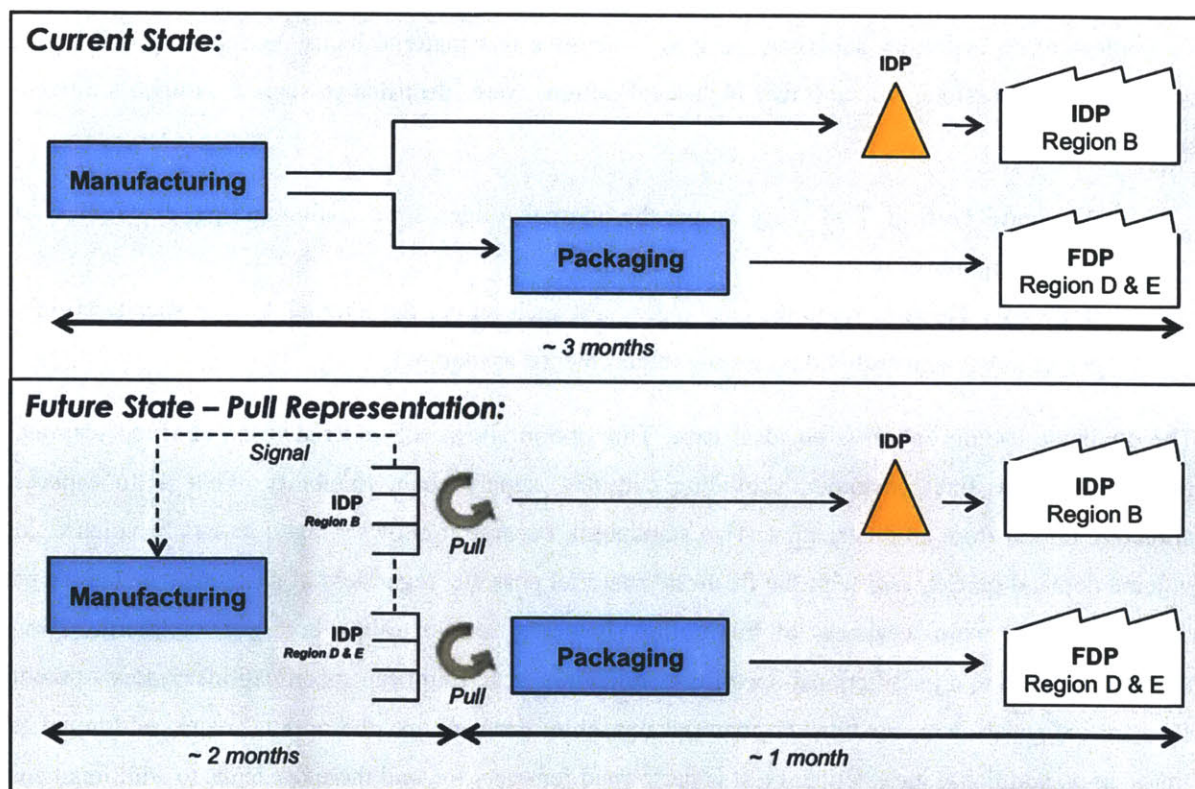 Current State:
IDP
IDP
Region B
Manufacturing
Packaging
FDP
Region D & E
~ 3 months
Future State – Pull Representation:
Signal
IDP
IDP
Region B
Pull
IDP
Region B
Manufacturing
IDP
Region D & E
Pull
Packaging
FDP
Region D & E
~ 2 months
~ 1 month